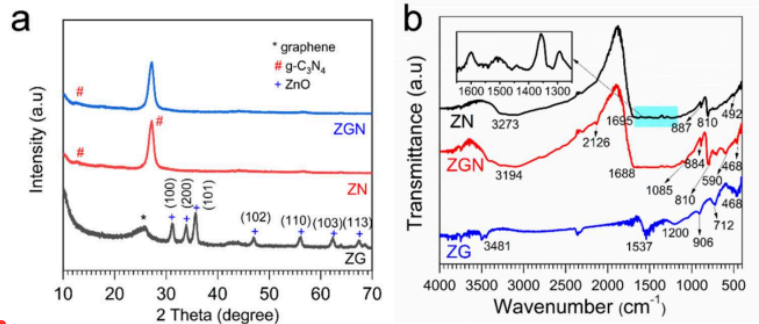 a
Intensity (a.u)
* graphene
# g-C₃N₄
+ ZnO
#
ZGN
#
#
ZN
(100)
(200)
(101)
*
(102)
(110)
(103)
(113)
+ + + + + + +
ZG
10 20 30 40 50 60 70
2 Theta (degree)
b
Transmittance (a.u)
1600 1500 1400 1300
1695
ZN
3273
887 810 492
2126
ZGN
3194
1688
884
1085
810
590
468
ZG
3481
1537
1200
906
712
468
4000 3500 3000 2500 2000 1500 1000 500
Wavenumber (cm⁻¹)